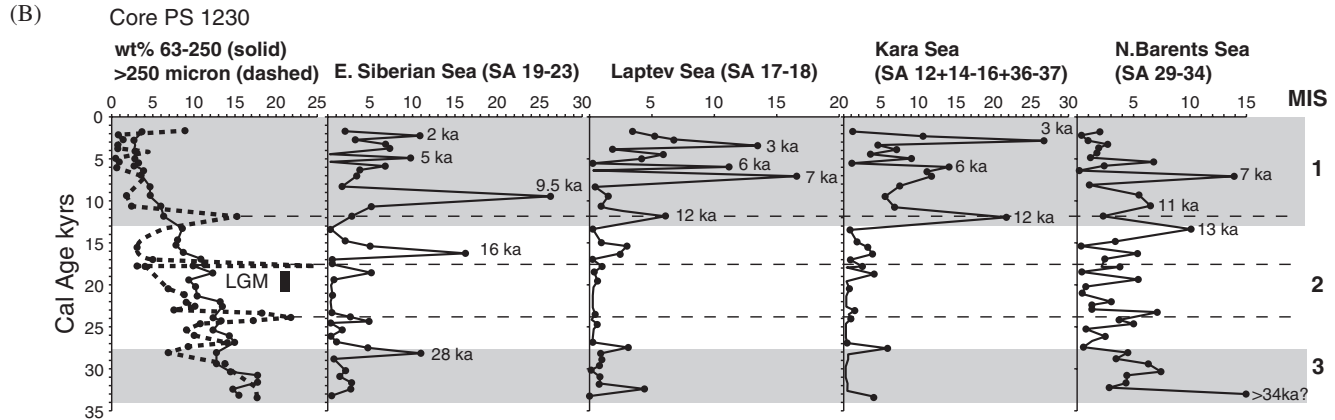 (B)
Core PS 1230
wt% 63-250 (solid)
>250 micron (dashed)
E. Siberian Sea (SA 19-23)
Laptev Sea (SA 17-18)
Kara Sea
(SA 12+14-16+36-37)
N.Barents Sea
(SA 29-34)
MIS
0 5 10 15 20 25
5 10 15 20 25 30
5 10 15 20
0 5 10 15 20 25 30
5 10 15
Cal Age kyrs
0
5
10
15
20
25
30
35
LGM
2 ka
5 ka
9.5 ka
16 ka
28 ka
3 ka
6 ka
7 ka
12 ka
3 ka
6 ka
12 ka
7 ka
11 ka
13 ka
>34ka?
1
2
3